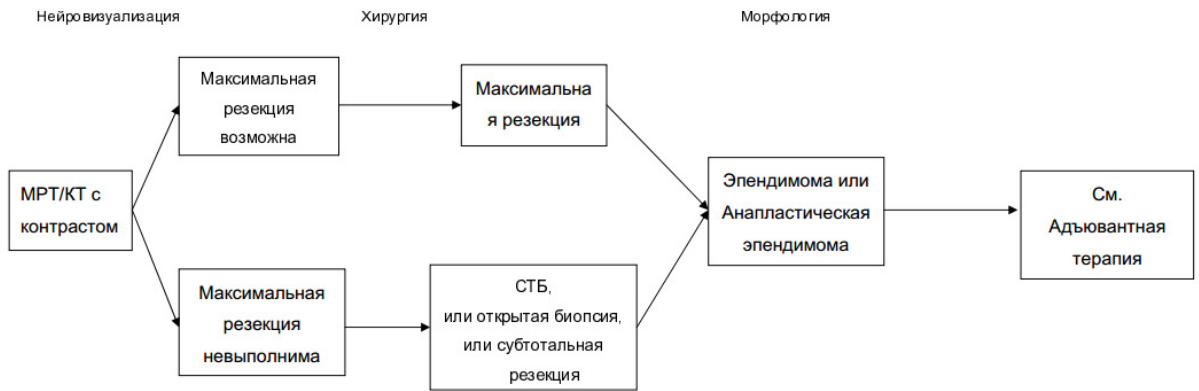 Нейровизуализация
Хирургия
Морфология
Максимальная
резекция
возможна
Максимальна
я резекция
МРТ/КТ с
контрастом
Эпендимома или
Анапластическая
эпендимома
См.
Адъювантная
терапия
Максимальная
резекция
невыполнима
СТБ,
или открытая биопсия,
или субтотальная
резекция